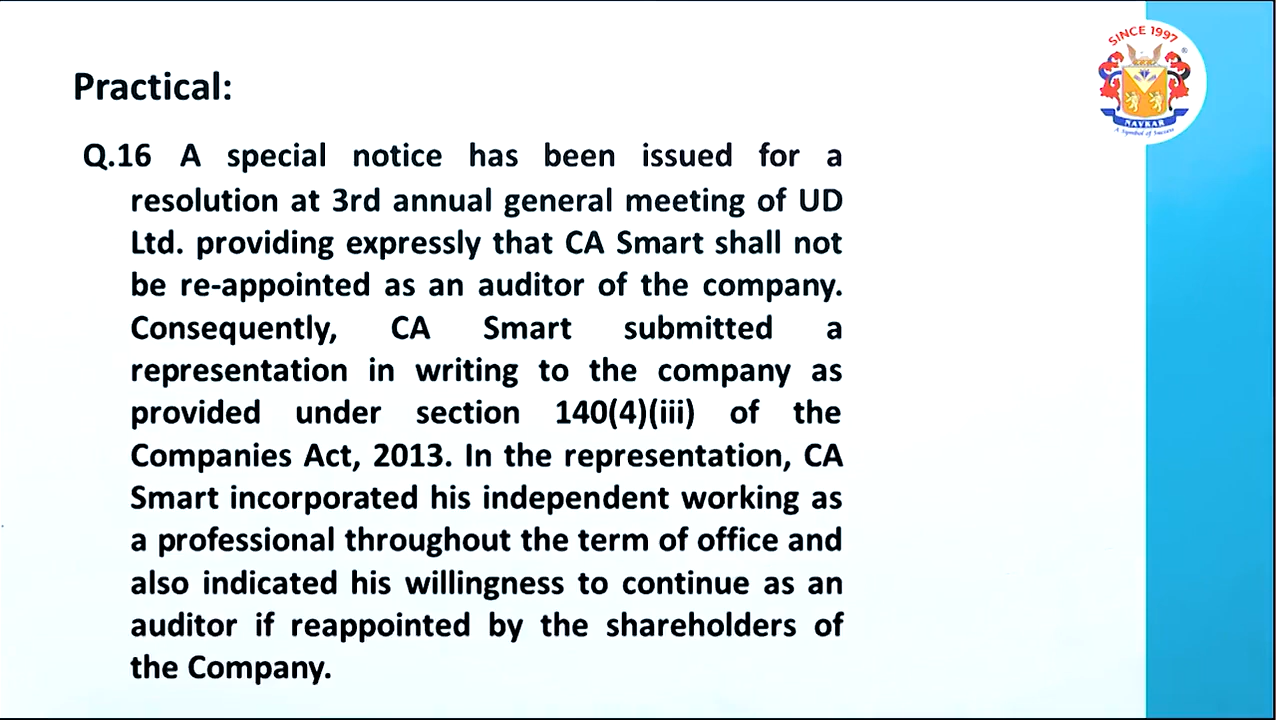 SINCE 1997
®
NAVKAR
A Symbol of Success
Practical:
Q.16 A special notice has been issued for a
resolution at 3rd annual general meeting of UD
Ltd. providing expressly that CA Smart shall not
be re-appointed as an auditor of the company.
Consequently, CA Smart submitted a
representation in writing to the company as
provided under section 140(4)(iii) of the
Companies Act, 2013. In the representation, CA
Smart incorporated his independent working as
a professional throughout the term of office and
also indicated his willingness to continue as an
auditor if reappointed by the shareholders of
the Company.